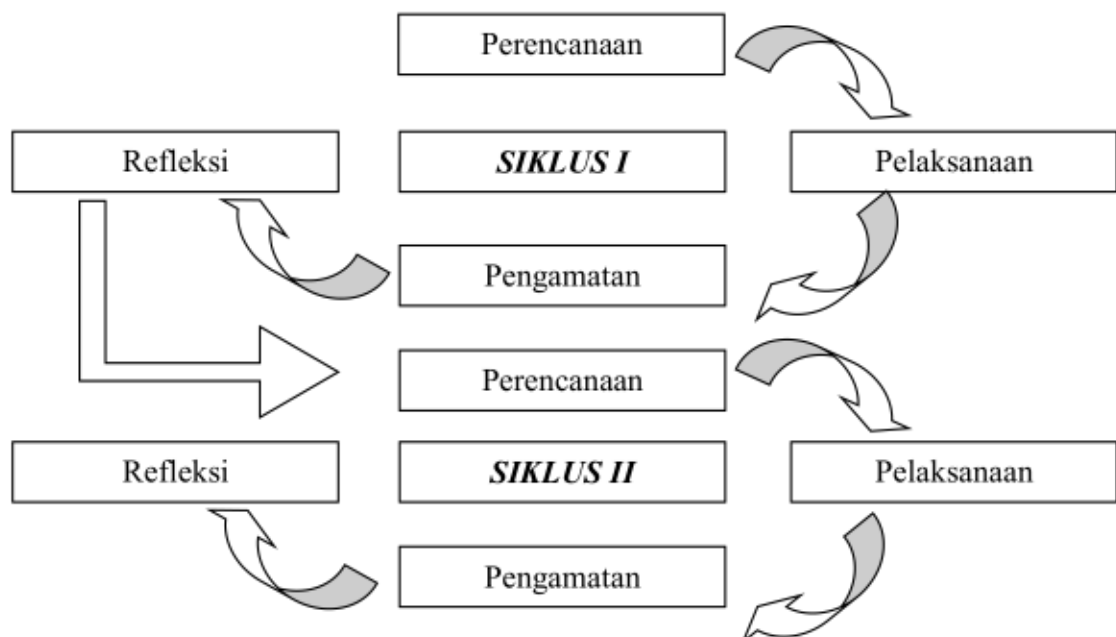 Perencanaan
Refleksi
SIKLUS I
Pelaksanaan
Pengamatan
Perencanaan
Refleksi
SIKLUS II
Pelaksanaan
Pengamatan